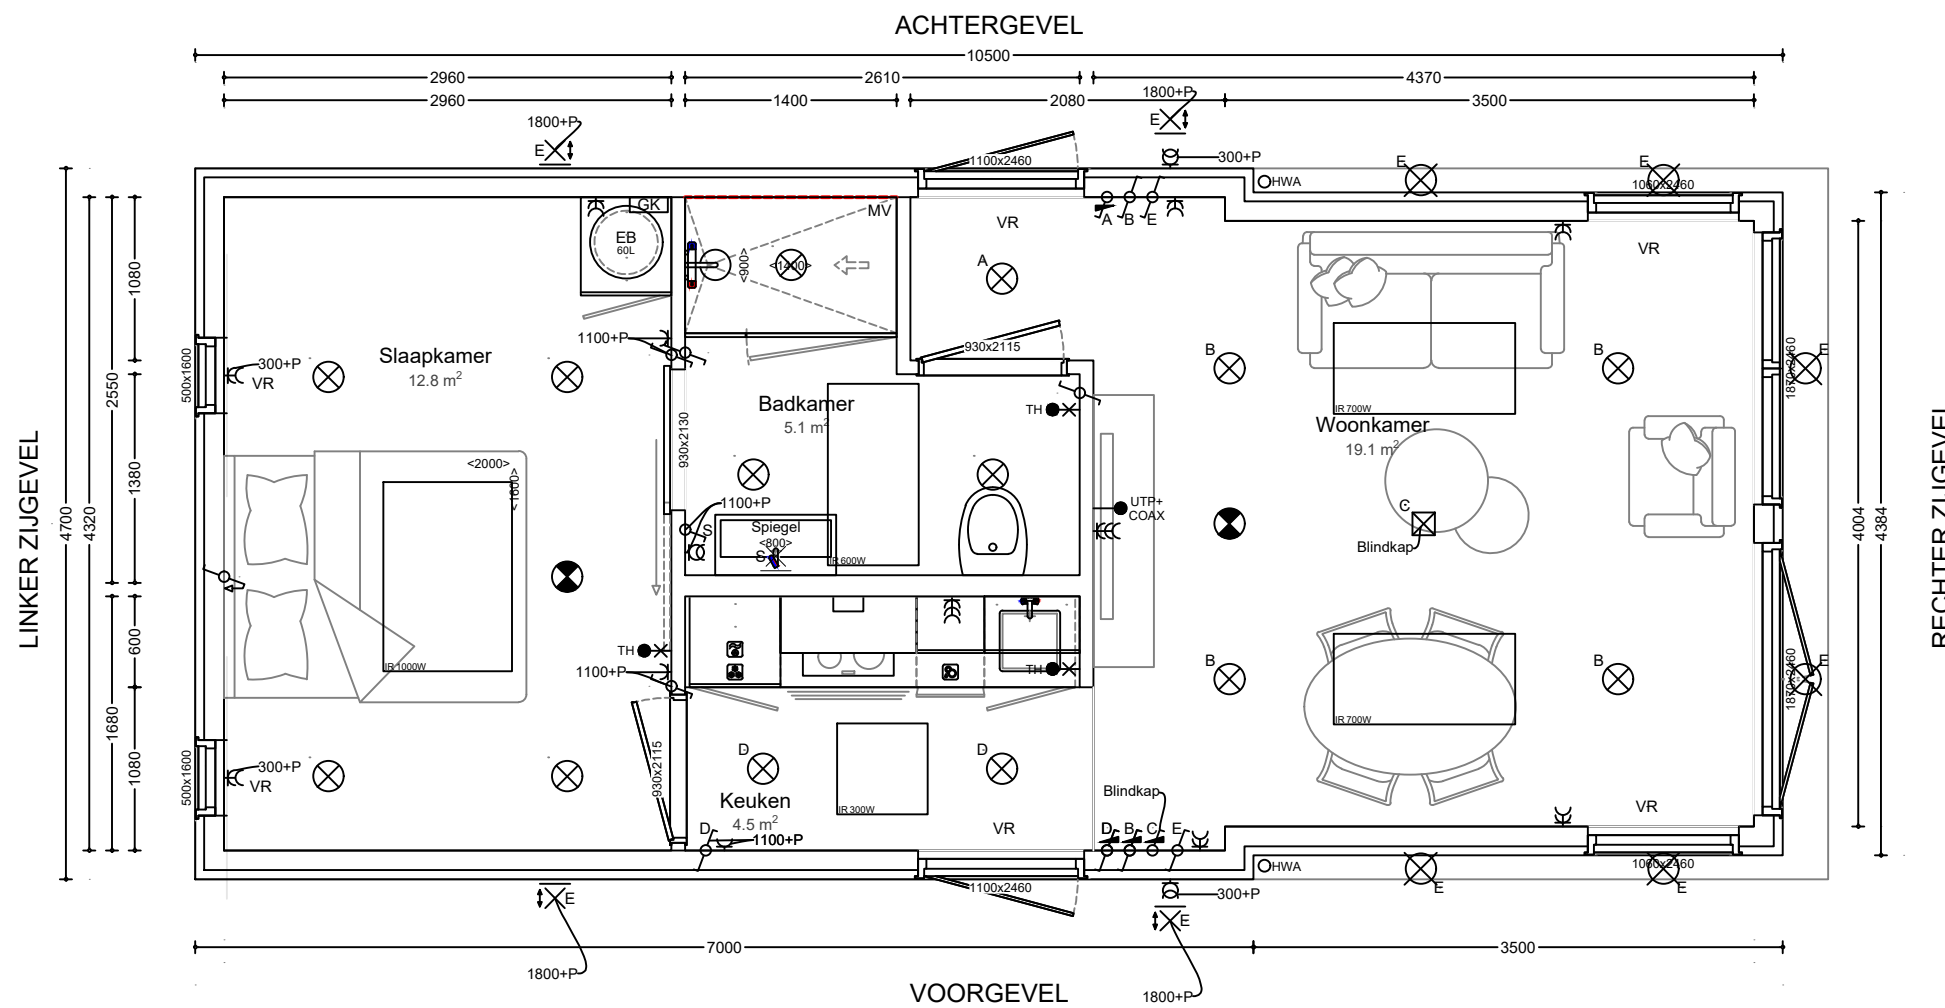 ACHTERGEVEL
10500
2960
2610
4370
2960
1400
2080
3500
1800+P
E
1800+P
E
300+P
1100x2460
HWA
E
E
1060x2460
GK
MV
A
B
E
VR
VR
EB
60L
<900>
<1400>
A
1100+P
930x2115
Slaapkamer
12.8 m²
300+P
VR
500x1600
B
B
1870x2460
E
Badkamer
5.1 m²
TH
IR 700W
Woonkamer
19.1 m²
930x2130
<2000>
<1600>
1100+P
S
Spiegel
<800>
S
IR 600W
UTP+
COAX
C
Blindkap
LINKER ZIJGEVEL
4700
4320
2550
1680
1080
1380
600
1080
4004
4384
RECHTER ZIJGEVEL
TH
IR 1000W
1100+P
TH
B
B
1870x2460
E
IR 700W
300+P
VR
500x1600
930x2115
D
D
Keuken
4.5 m²
IR 300W
Blindkap
VR
VR
D
1100+P
D
B
C
E
HWA
1060x2460
E
E
1100x2460
300+P
E
E
7000
3500
1800+P
1800+P
VOORGEVEL